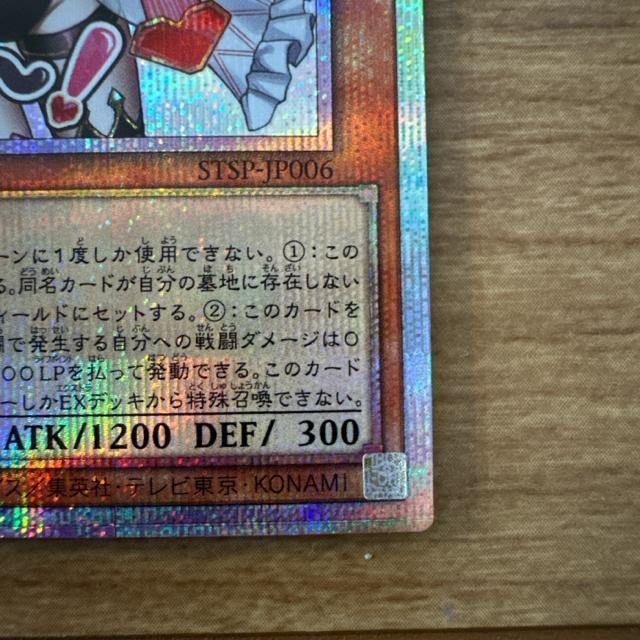 STSP-JP006
ーンに1度しか使用できない。①:この
る。同名カードが自分の墓地に存在しない
ィールドにセットする。②:このカードを
で発生する自分への戦闘ダメージは0
00LPを払って発動できる。このカード
ーしかEXデッキから特殊召喚できない。
ATK/1200 DEF/ 300
ス/集英社・テレビ東京・KONAMI